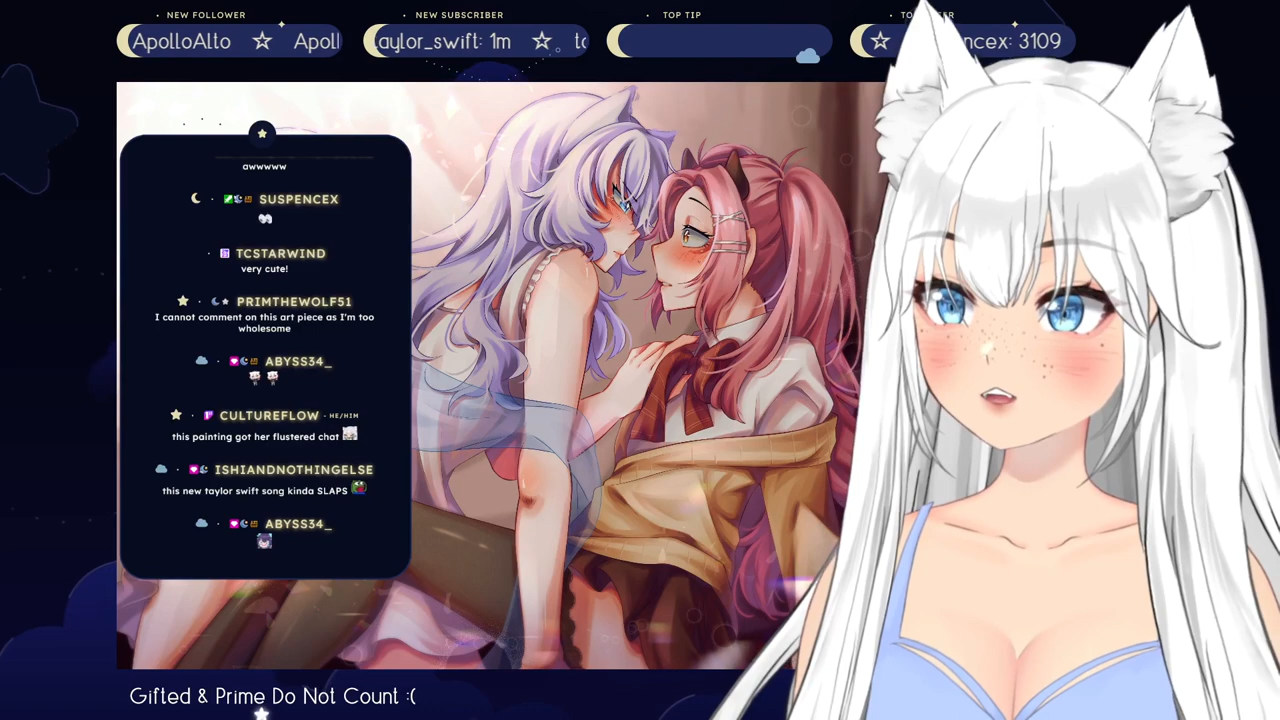 NEW FOLLOWER
NEW SUBSCRIBER
TOP TIP
ApolloAlto ☆ Apoll
aylor_swift: 1m ☆
☆ ncex: 3109
awwwww
SUSPENCEX
TCSTARWIND
very cute!
PRIMTHEWOLF51
I cannot comment on this art piece as I'm too
wholesome
ABYSS34_
CULTUREFLOW - HE/HIM
this painting got her flustered chat
ISHIANDNOTHINGELSE
this new taylor swift song kinda SLAPS
ABYSS34_
Gifted & Prime Do Not Count :(